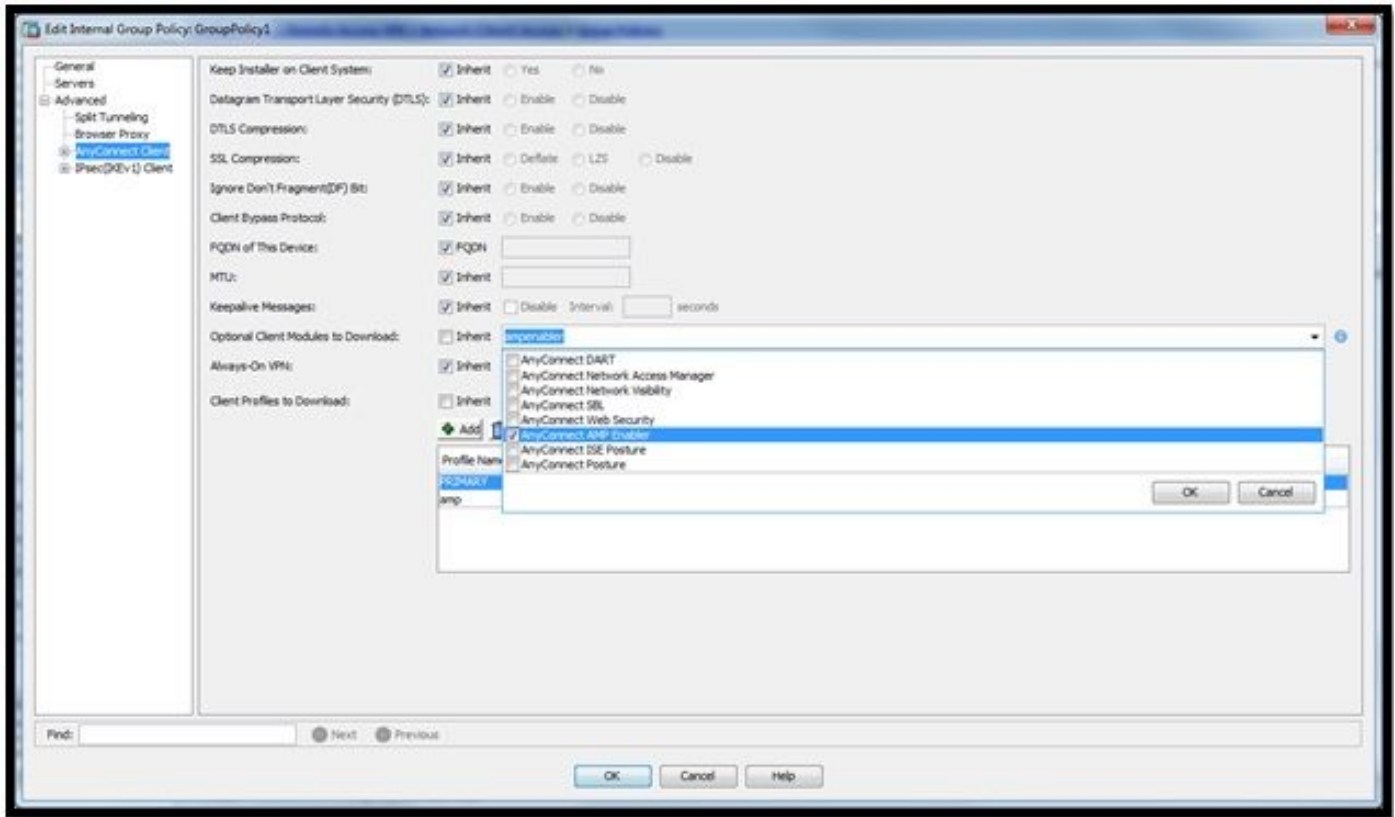 Edit Internal Group Policy: GroupPolicy1
General
Servers
Advanced
Split Tunneling
Browser Proxy
AnyConnect Client
IPsec(IKEv1) Client
Keep Installer on Client System: Inherit Yes No
Datagram Transport Layer Security (DTLS): Inherit Enable Disable
DTLS Compression: Inherit Enable Disable
SSL Compression: Inherit Deflate LZS Disable
Ignore Don't Fragment(DF) Bit: Inherit Enable Disable
Client Bypass Protocol: Inherit Enable Disable
FQDN of This Device: FQDN
MTU: Inherit
Keepalive Messages: Inherit Disable Interval: seconds
Optional Client Modules to Download: Inherit ampenabler
Always-On VPN: Inherit
Client Profiles to Download: Inherit
AnyConnect DART
AnyConnect Network Access Manager
AnyConnect Network Visibility
AnyConnect SBL
AnyConnect Web Security
AnyConnect AMP Enabler
AnyConnect ISE Posture
AnyConnect Posture
OK Cancel
Add
Profile Name
PRIMARY
amp
Find: Next Previous
OK Cancel Help